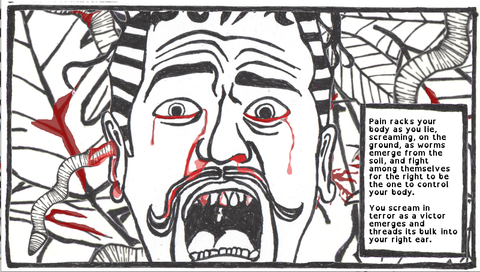 Pain racks your
body as you lie,
screaming, on the
ground, as worms
emerge from the
soil, and fight
among themselves
for the right to be
the one to control
your body.
You scream in
terror as a victor
emerges and
threads its bulk into
your right ear.